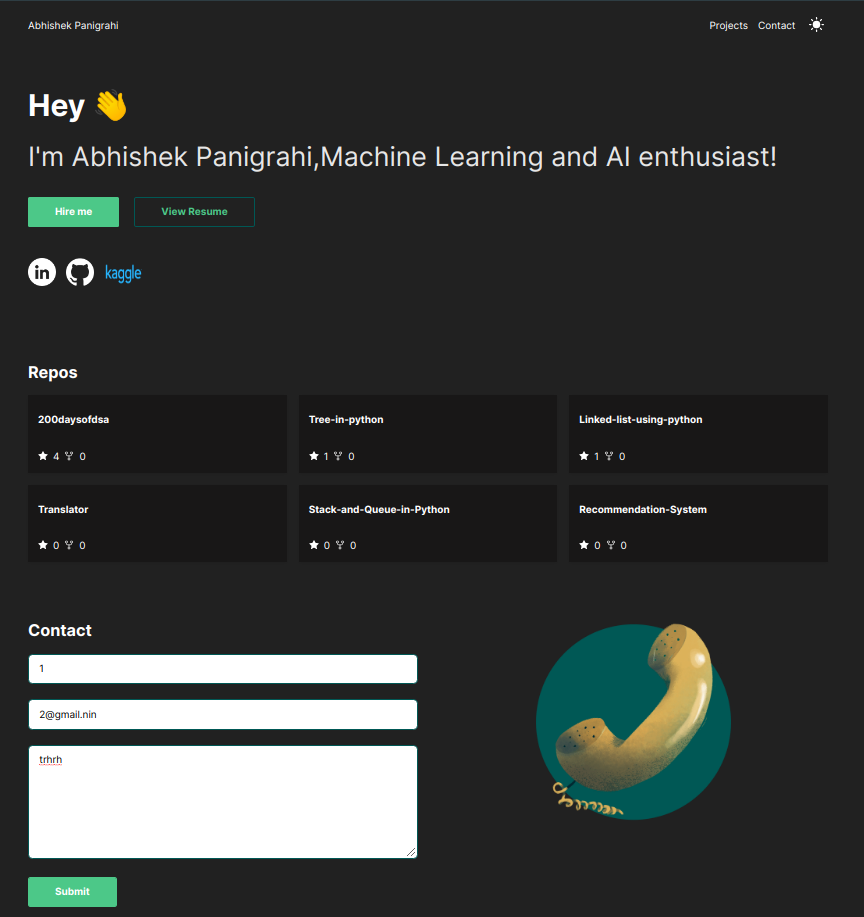 Abhishek Panigrahi Projects Contact
Hey 👋
I'm Abhishek Panigrahi,Machine Learning and AI enthusiast!
Hire me View Resume
in kaggle
Repos
200daysofdsa Tree-in-python Linked-list-using-python
4 0 1 0 1 0
Translator Stack-and-Queue-in-Python Recommendation-System
0 0 0 0 0 0
Contact
1
2@gmail.nin
trhrh
Submit